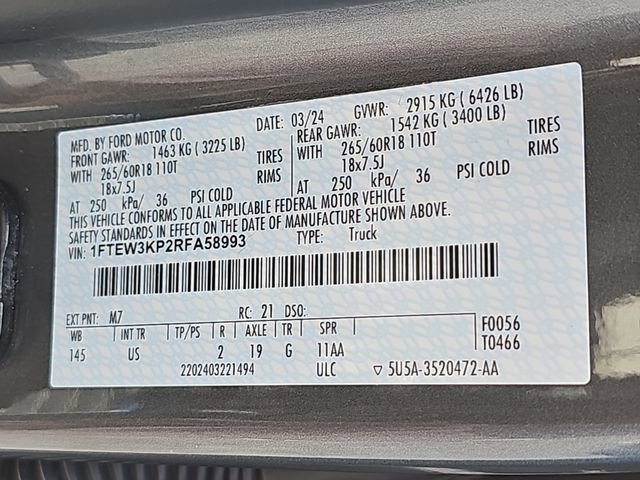 MFD. BY FORD MOTOR CO. DATE: 03/24 GVWR: 2915 KG ( 6426 LB)
FRONT GAWR: 1463 KG ( 3225 LB) REAR GAWR: 1542 KG ( 3400 LB)
WITH 265/60R18 110T TIRES WITH 265/60R18 110T TIRES
18x7.5J RIMS 18x7.5J RIMS
AT 250 kPa/ 36 PSI COLD AT 250 kPa/ 36 PSI COLD
THIS VEHICLE CONFORMS TO ALL APPLICABLE FEDERAL MOTOR VEHICLE
SAFETY STANDARDS IN EFFECT ON THE DATE OF MANUFACTURE SHOWN ABOVE.
VIN: 1FTEW3KP2RFA58993 TYPE: Truck
EXT PNT: M7 RC: 21 DSO:
WB INT TR TP/PS R AXLE TR SPR F0056
145 US 2 19 G 11AA T0466
2202403221494 ULC ▽ 5U5A-3520472-AA